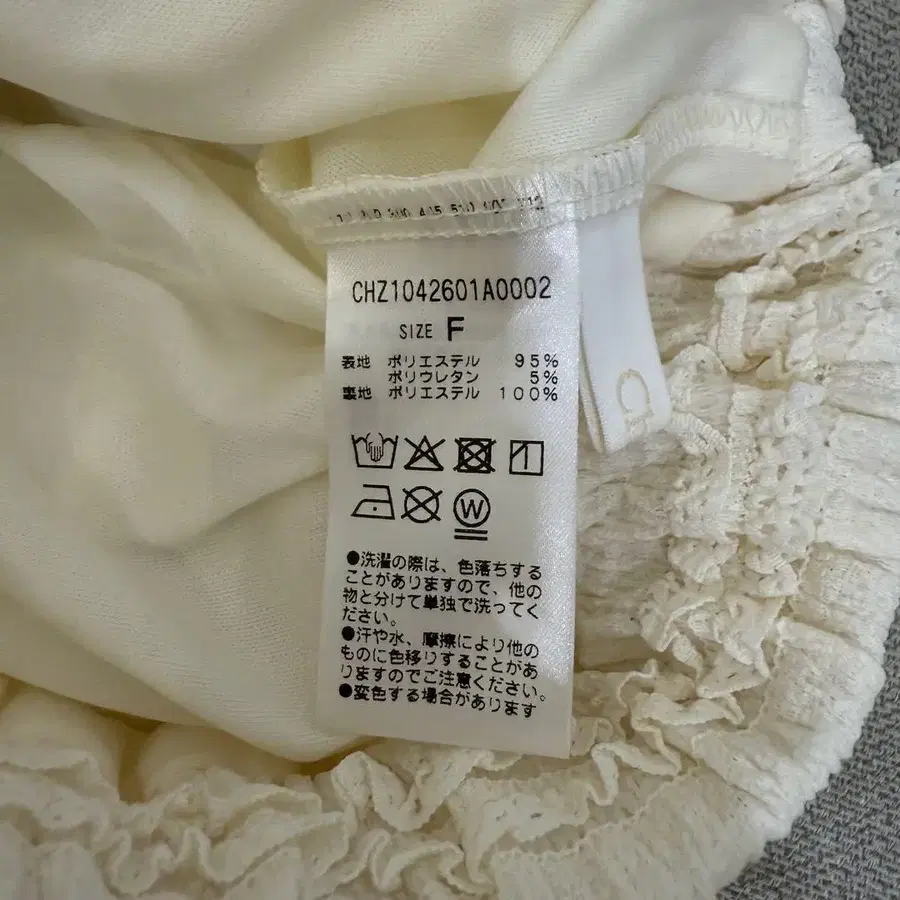 CHZ1042601A0002
SIZE F
表地 ポリエステル 95%
ポリウレタン 5%
裏地 ポリエステル 100%
W
●洗濯の際は、色落ちする
ことがありますので、他の
物と分けて単独で洗ってく
ださい。
●汗や水、摩擦により他の
ものに色移りすることがあ
りますのでご注意ください。
●変色する場合があります